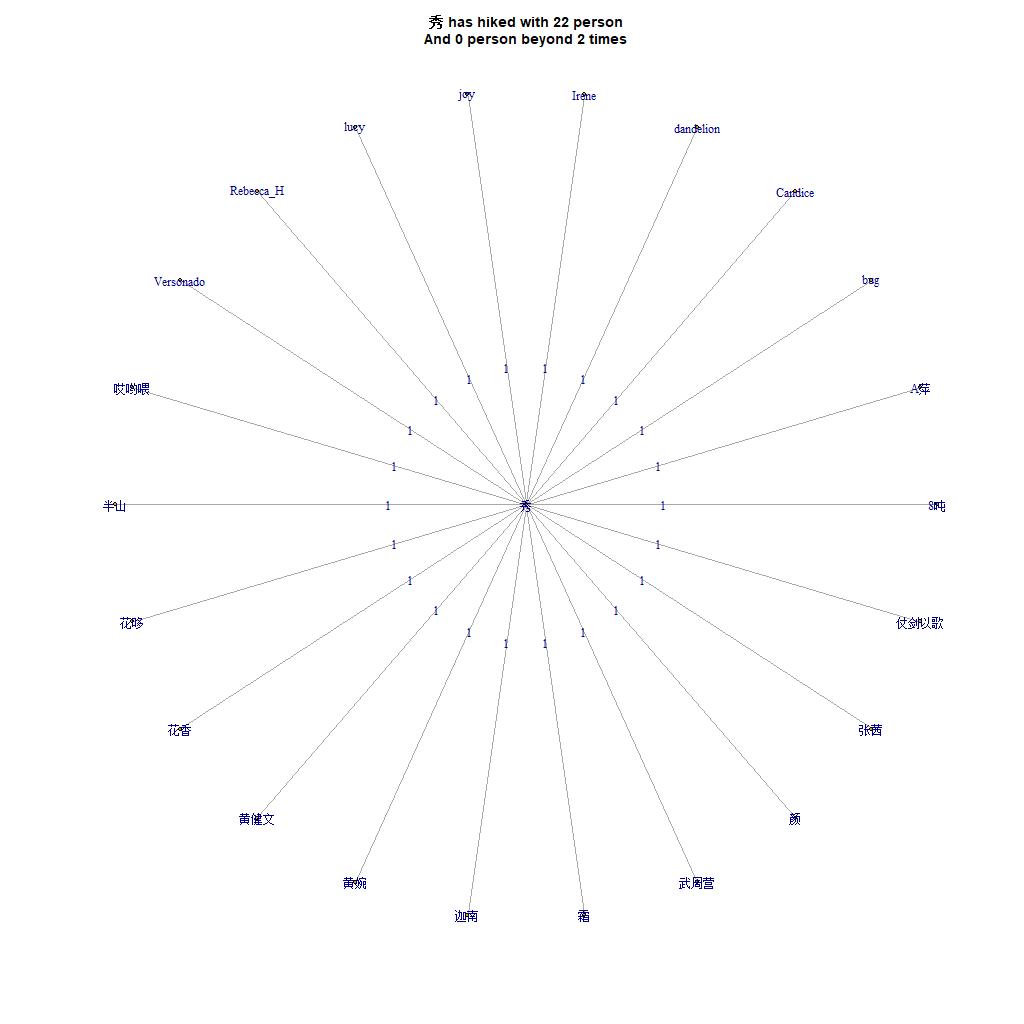 秀 has hiked with 22 person
And 0 person beyond 2 times
joy
Irene
lucy
dandelion
Rebecca_H
Candice
Versonado
bug
1
1
1
1
1
1
哎哟喂
A萍
1
1
1
1
半山
1
秀
1
8吨
1
1
1
1
1
1
花哆
仗剑以歌
1
1
1
1
花香
张茜
黄健文
颜
黄婉
武周营
迦南
霜